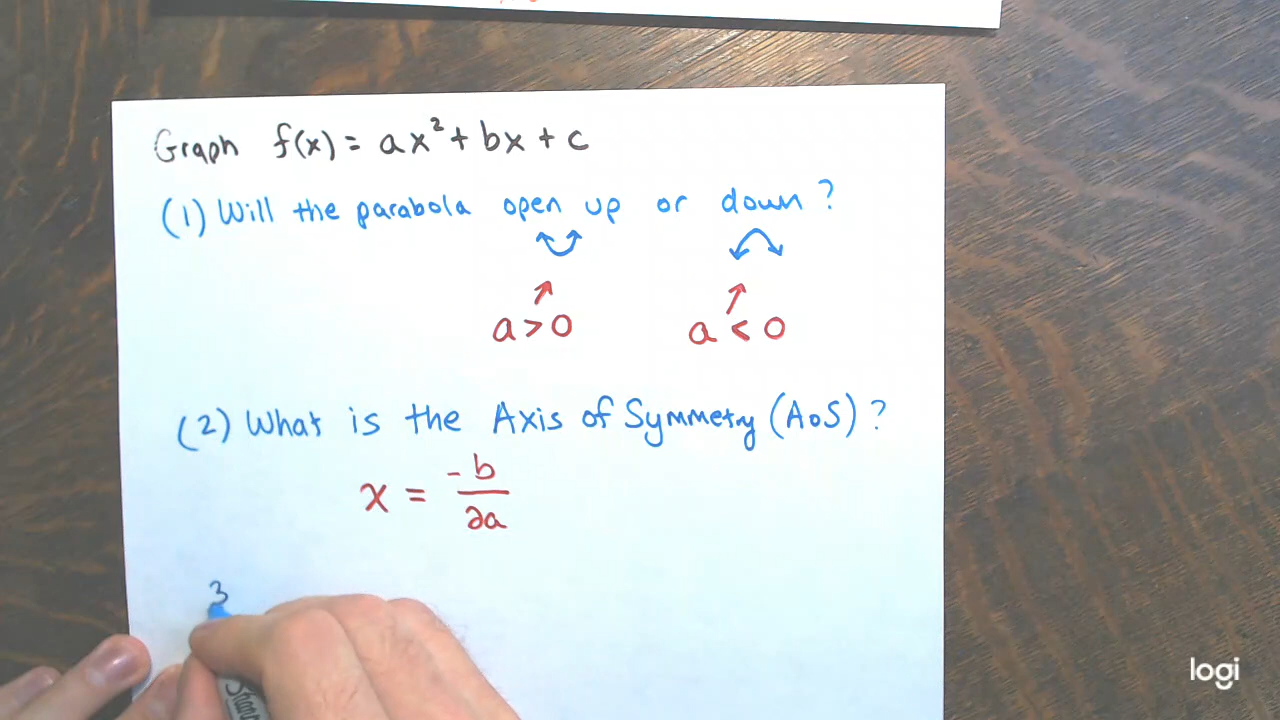 Graph f(x) = ax² + bx + c
(1) Will the parabola open up or down?
a > 0 a < 0
(2) What is the Axis of Symmetry (AoS)?
x = -b/2a
3
logi